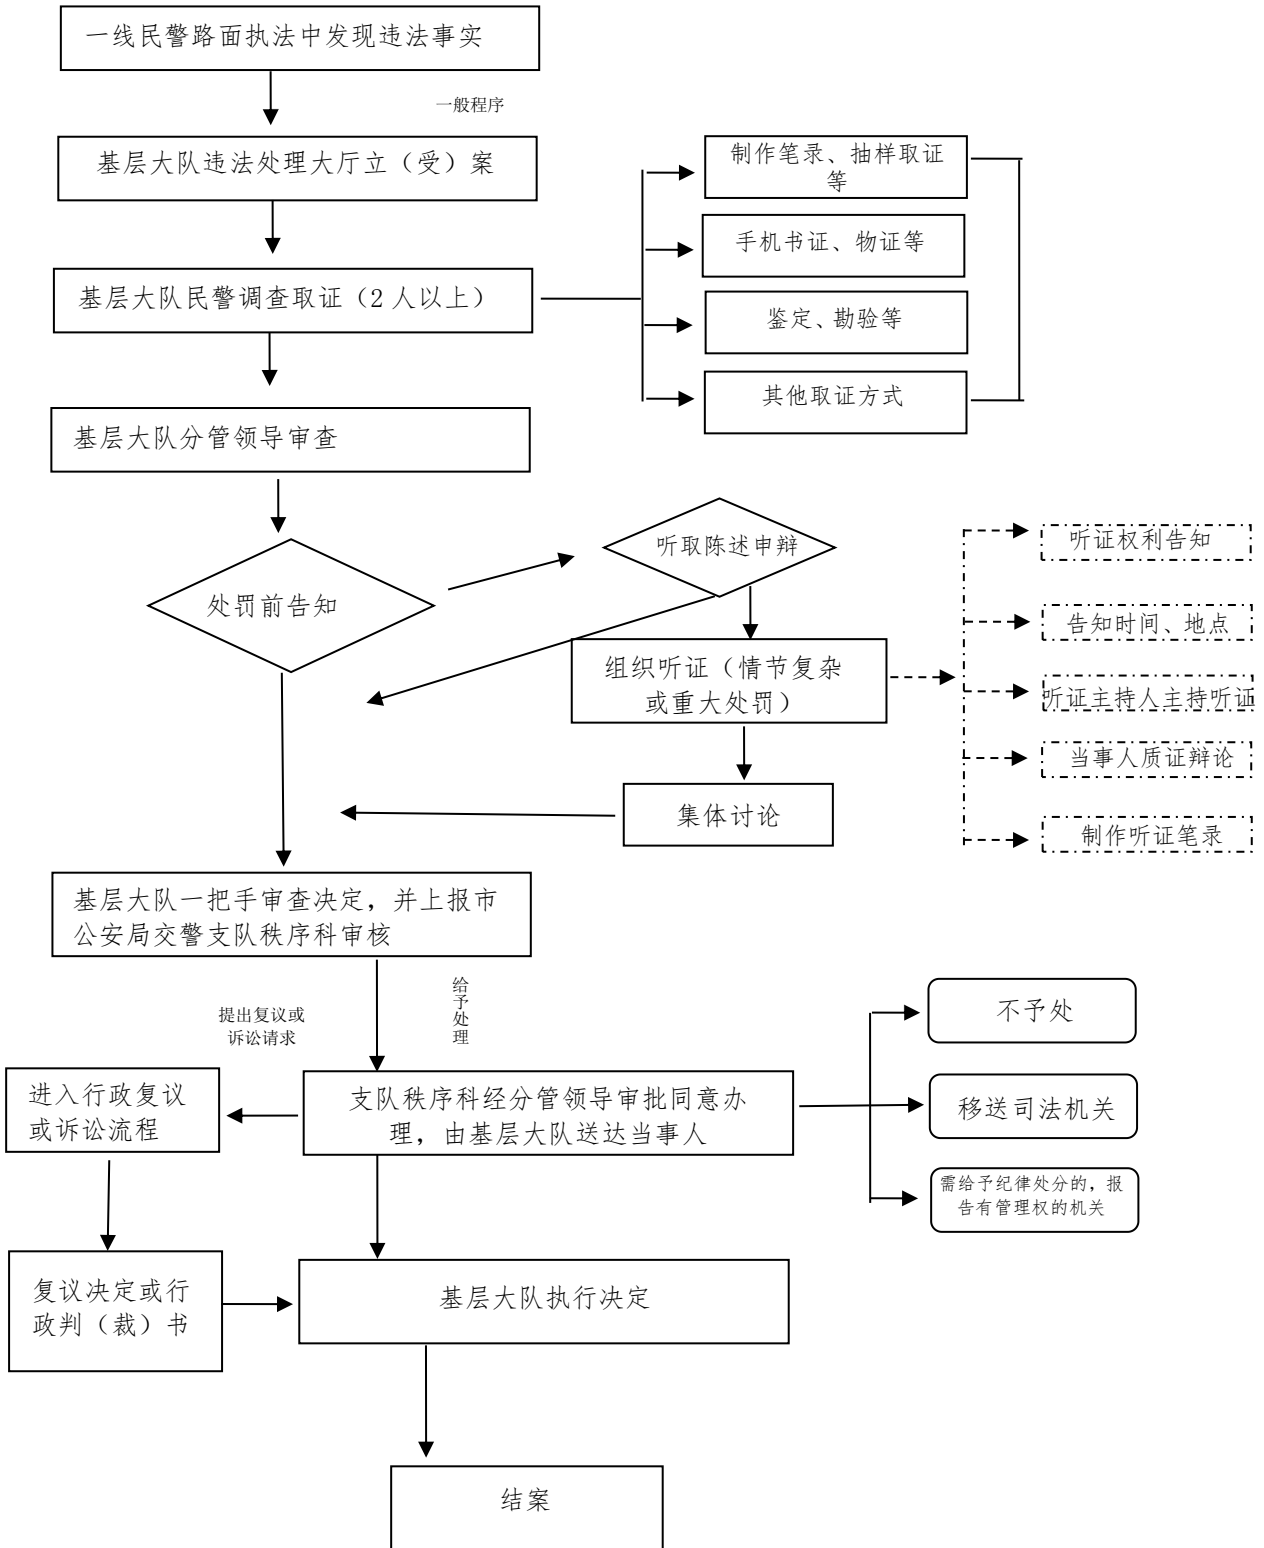 一线民警路面执法中发现违法事实
一般程序
基层大队违法处理大厅立（受）案
制作笔录、抽样取证
等
手机书证、物证等
基层大队民警调查取证（2人以上）
鉴定、勘验等
其他取证方式
基层大队分管领导审查
听取陈述申辩
听证权利告知
处罚前告知
告知时间、地点
组织听证（情节复杂
或重大处罚）
听证主持人主持听证
当事人质证辩论
集体讨论
制作听证笔录
基层大队一把手审查决定，并上报市
公安局交警支队秩序科审核
给予处理
提出复议或
诉讼请求
不予处
进入行政复议
或诉讼流程
支队秩序科经分管领导审批同意办
理，由基层大队送达当事人
移送司法机关
需给予纪律处分的，报
告有管理权的机关
复议决定或行
政判（裁）书
基层大队执行决定
结案